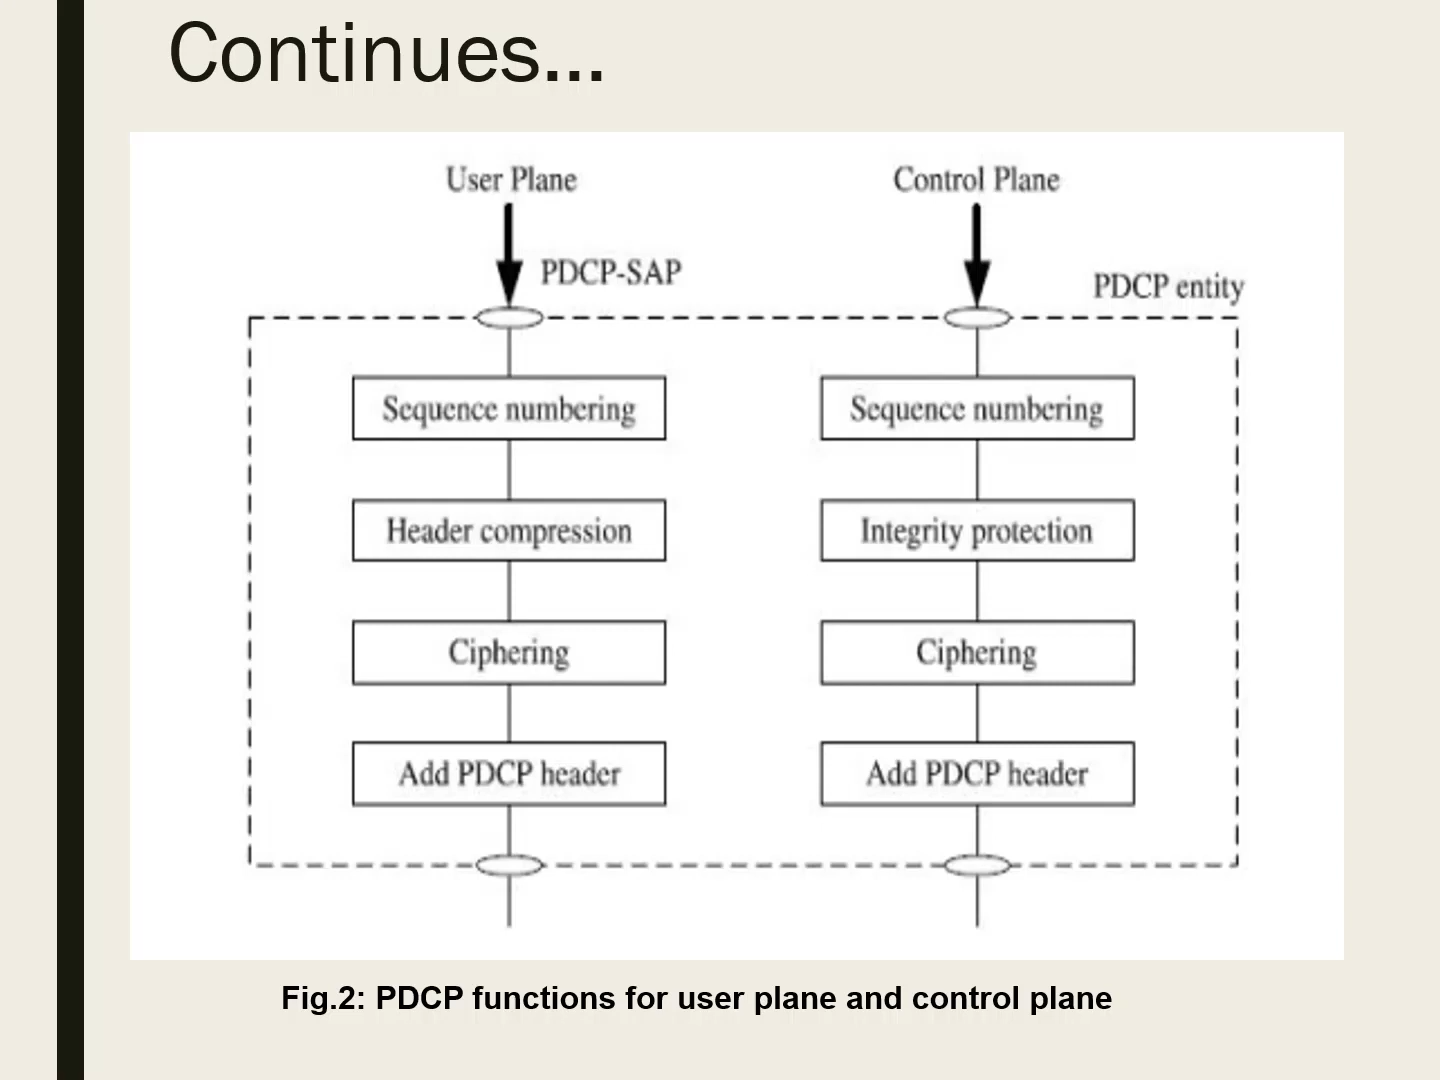 Continues...
User Plane
Control Plane
PDCP-SAP
PDCP entity
Sequence numbering
Sequence numbering
Header compression
Integrity protection
Ciphering
Ciphering
Add PDCP header
Add PDCP header
Fig.2: PDCP functions for user plane and control plane